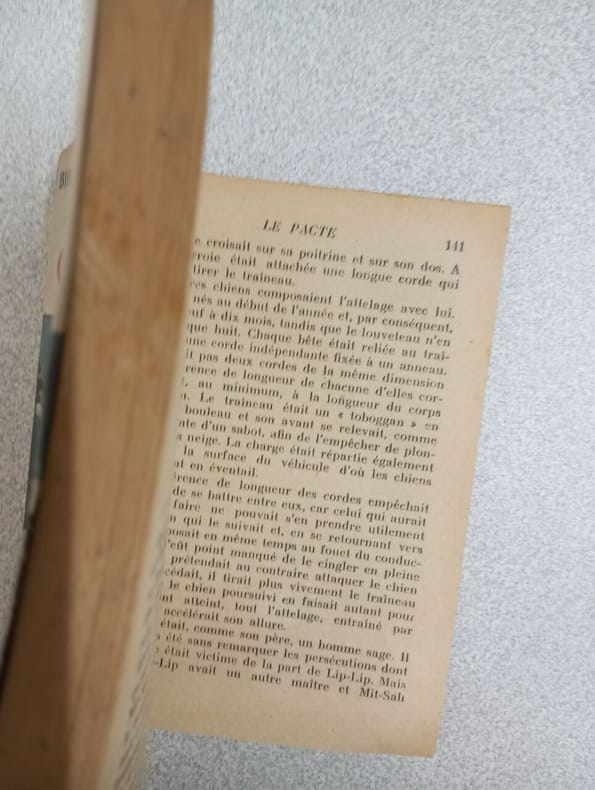 LE PACTE
141
croisait sur sa poitrine et sur son dos. A
était attachée une longue corde qui
tirer le traîneau.
chiens composaient l'attelage avec lui.
au début de l'année et, par conséquent,
à dix mois, tandis que le louveteau n'en
que huit. Chaque bête était reliée au traî-
une corde indépendante fixée à un anneau.
pas deux cordes de la même dimension
rence de longueur de chacune d'elles cor-
au minimum, à la longueur du corps
Le traîneau était un « toboggan » en
bouleau et son avant se relevait, comme
d'un sabot, afin de l'empêcher de plon-
neige. La charge était répartie également
la surface du véhicule d'où les chiens
en éventail.
rence de longueur des cordes empêchait
de se battre entre eux, car celui qui aurait
faire ne pouvait s'en prendre utilement
qui le suivait et, en se retournant vers
posait en même temps au fouet du conduc-
eût point manqué de le cingler en pleine
prétendait au contraire attaquer le chien
cédait, il tirait plus vivement le traîneau
le chien poursuivi en faisait autant pour
atteint, tout l'attelage, entraîné par
accélérait son allure.
était, comme son père, un homme sage. Il
été sans remarquer les persécutions dont
était victime de la part de Lip-Lip. Mais
-Lip avait un autre maître et Mit-Sah